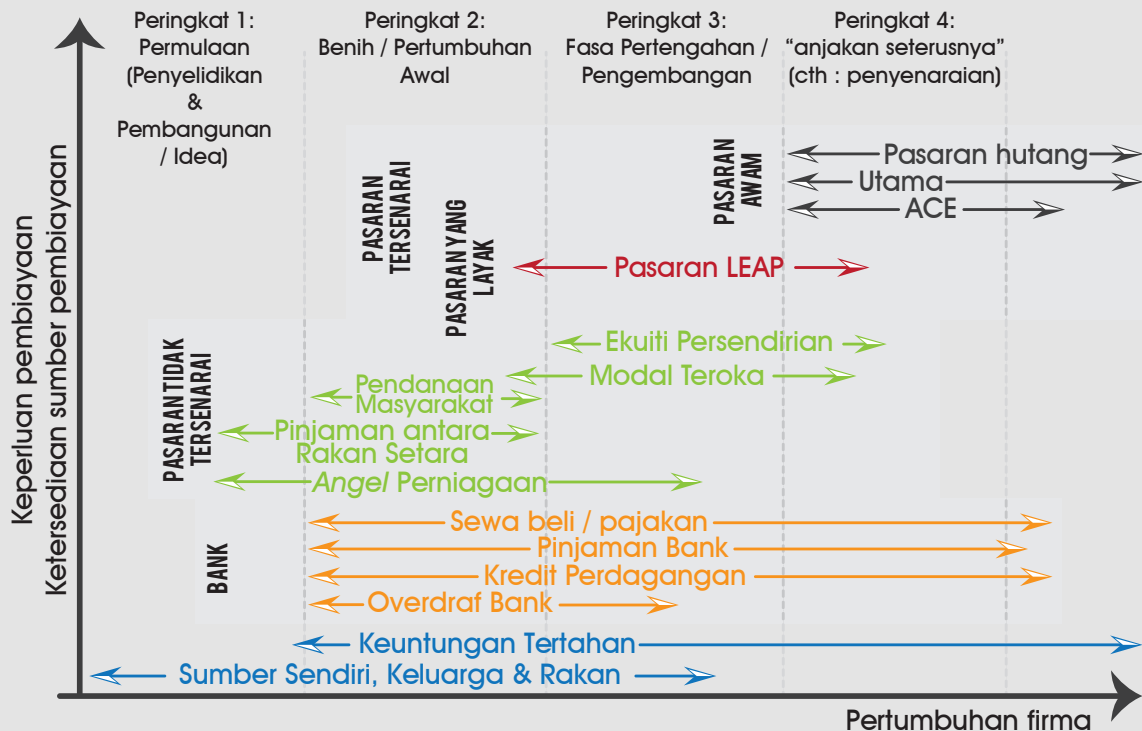 Peringkat 1:
Permulaan
(Penyelidikan
&
Pembangunan
/ Idea)
Peringkat 2:
Benih / Pertumbuhan
Awal
Peringkat 3:
Fasa Pertengahan /
Pengembangan
Peringkat 4:
“anjakan seterusnya”
(cth : penyenaraian)
Keperluan pembiayaan
Ketersediaan sumber pembiayaan
PASARAN
TERSENARAI
PASARAN YANG
LAYAK
PASARAN
AWAM
Pasaran hutang
Utama
ACE
Pasaran LEAP
PASARAN TIDAK
TERSENARAI
Ekuiti Persendirian
Modal Teroka
Pendanaan
Masyarakat
Pinjaman antara
Rakan Setara
Angel Perniagaan
BANK
Sewa beli / pajakan
Pinjaman Bank
Kredit Perdagangan
Overdraf Bank
Keuntungan Tertahan
Sumber Sendiri, Keluarga & Rakan
Pertumbuhan firma